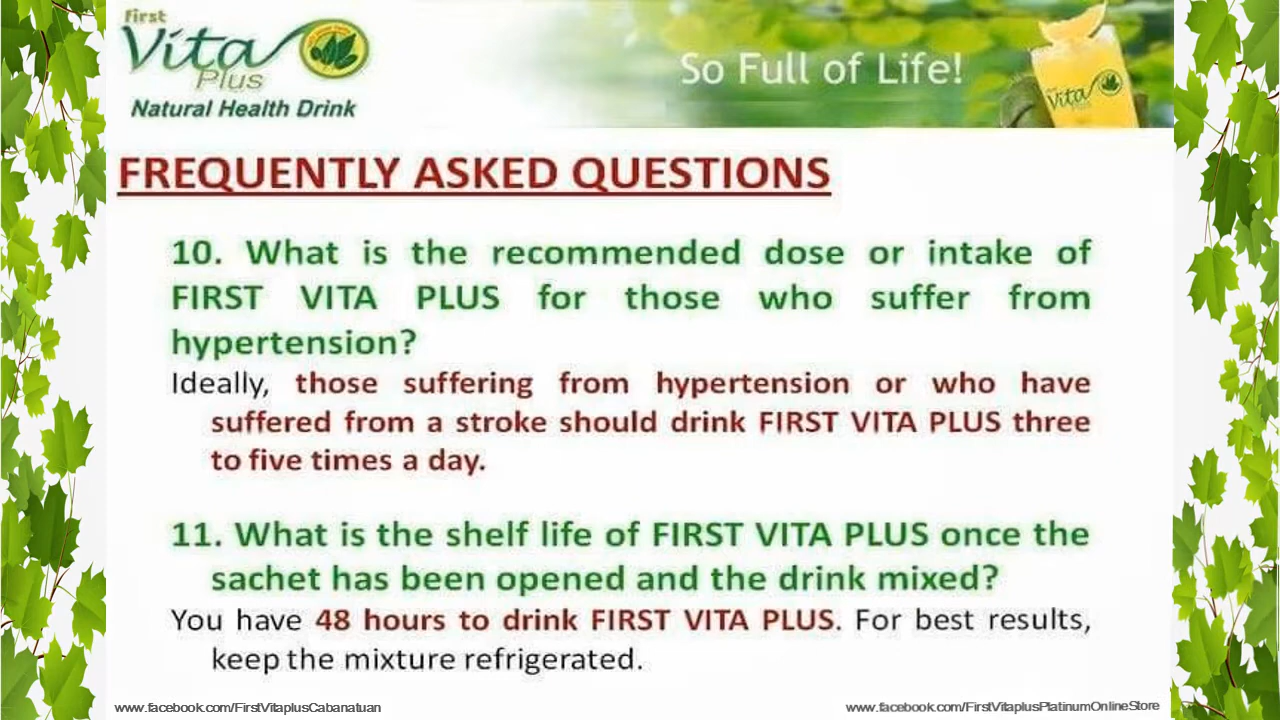 first
Vita
Plus
Natural Health Drink
So Full of Life!
Vita
FREQUENTLY ASKED QUESTIONS
10. What is the recommended dose or intake of
FIRST VITA PLUS for those who suffer from
hypertension?
Ideally, those suffering from hypertension or who have
suffered from a stroke should drink FIRST VITA PLUS three
to five times a day.
11. What is the shelf life of FIRST VITA PLUS once the
sachet has been opened and the drink mixed?
You have 48 hours to drink FIRST VITA PLUS. For best results,
keep the mixture refrigerated.
www.facebook.com/FirstVitaplusCabanatuan
www.facebook.com/FirstVitaplusPlatinumOnlineStore